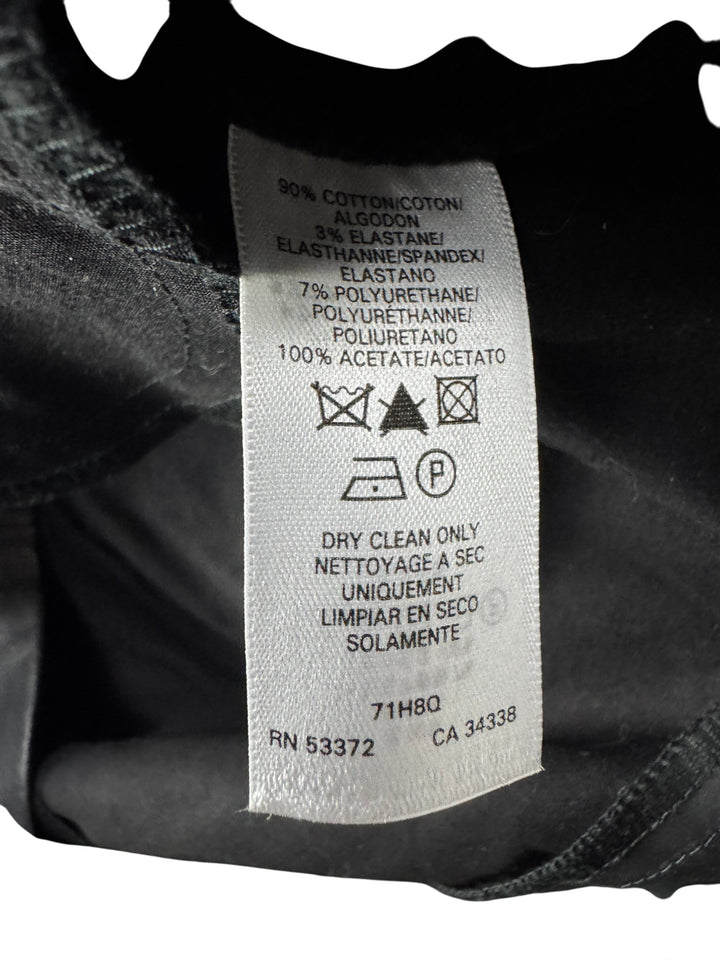 90% COTTON/COTON/
ALGODON
3% ELASTANE/
ELASTHANNE/SPANDEX/
ELASTANO
7% POLYURETHANE/
POLYURÉTHANNE/
POLIURETANO
100% ACETATE/ACETATO
P
DRY CLEAN ONLY
NETTOYAGE A SEC
UNIQUEMENT
LIMPIAR EN SECO
SOLAMENTE
71H8Q
RN 53372 CA 34338